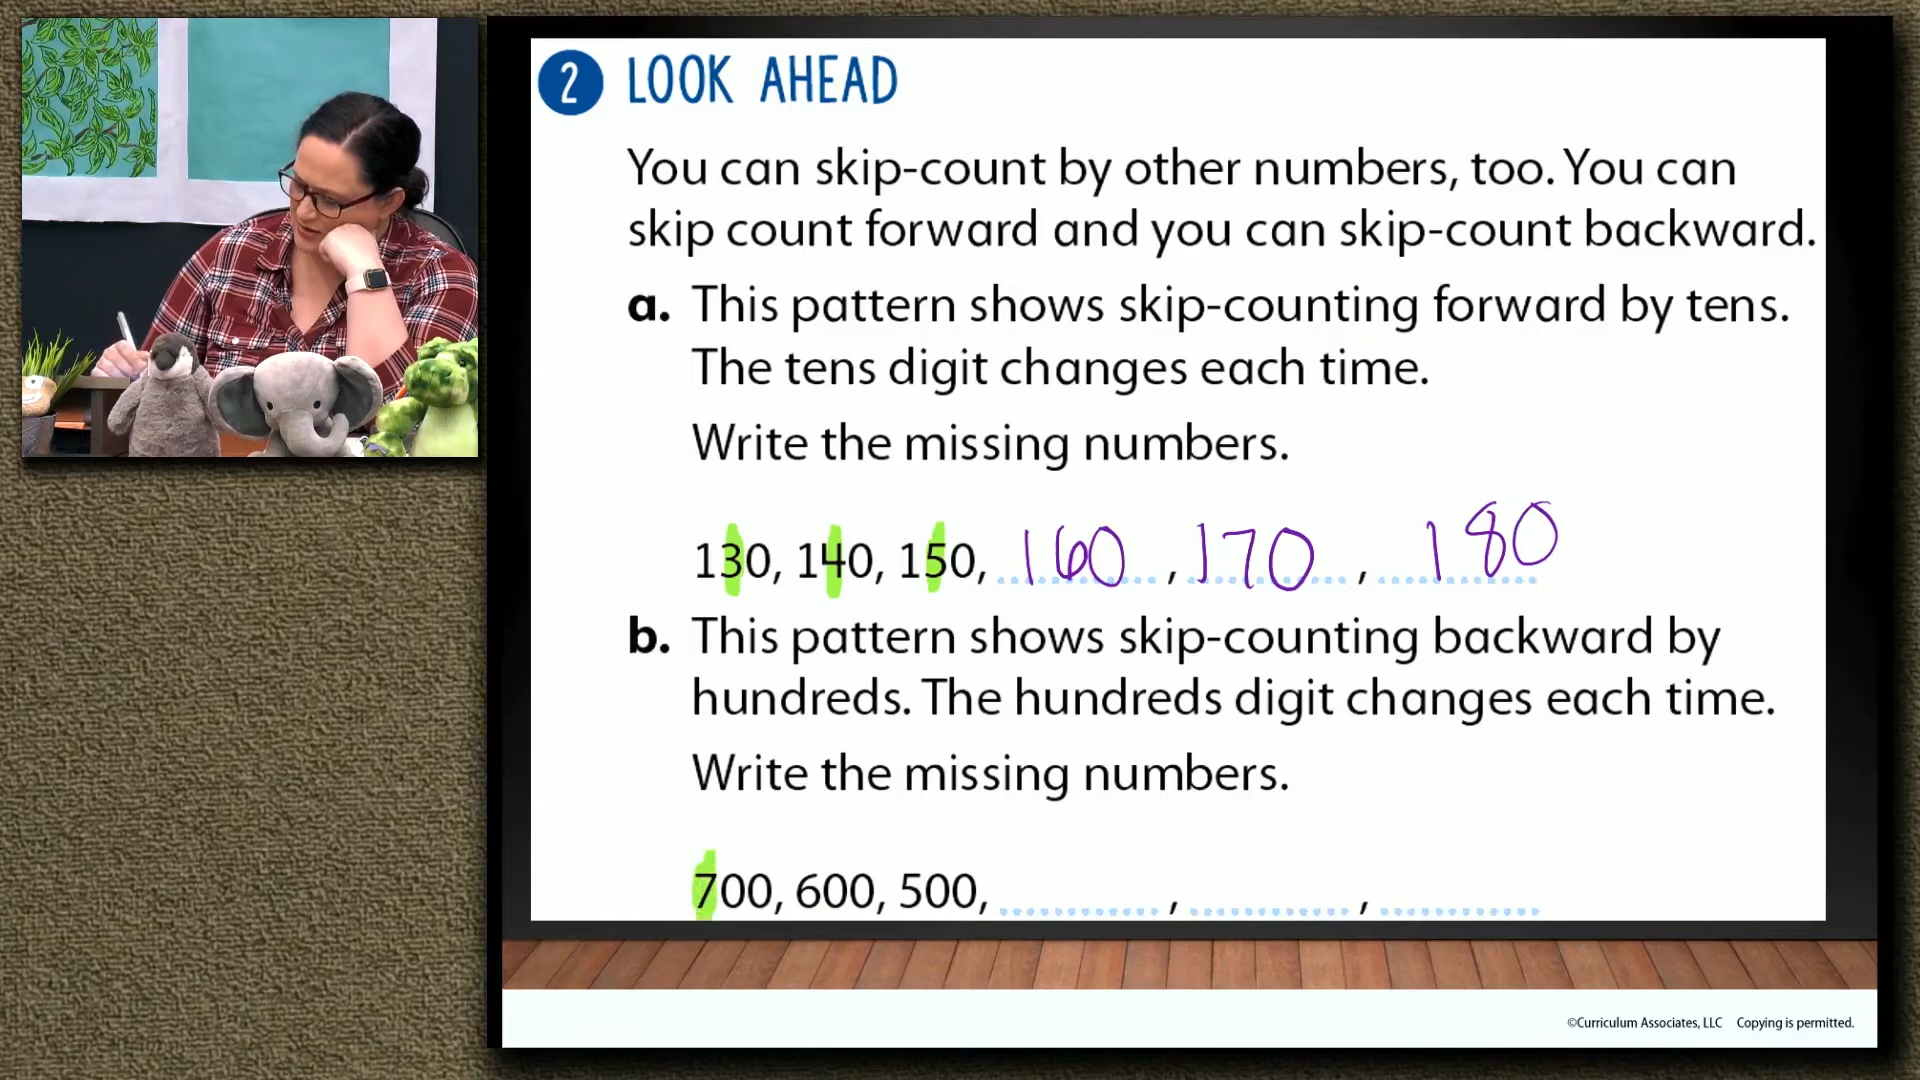 2 LOOK AHEAD
You can skip-count by other numbers, too. You can
skip count forward and you can skip-count backward.
a. This pattern shows skip-counting forward by tens.
The tens digit changes each time.
Write the missing numbers.
130, 140, 150, 160, 170, 180
b. This pattern shows skip-counting backward by
hundreds. The hundreds digit changes each time.
Write the missing numbers.
700, 600, 500, , ,
©Curriculum Associates, LLC Copying is permitted.